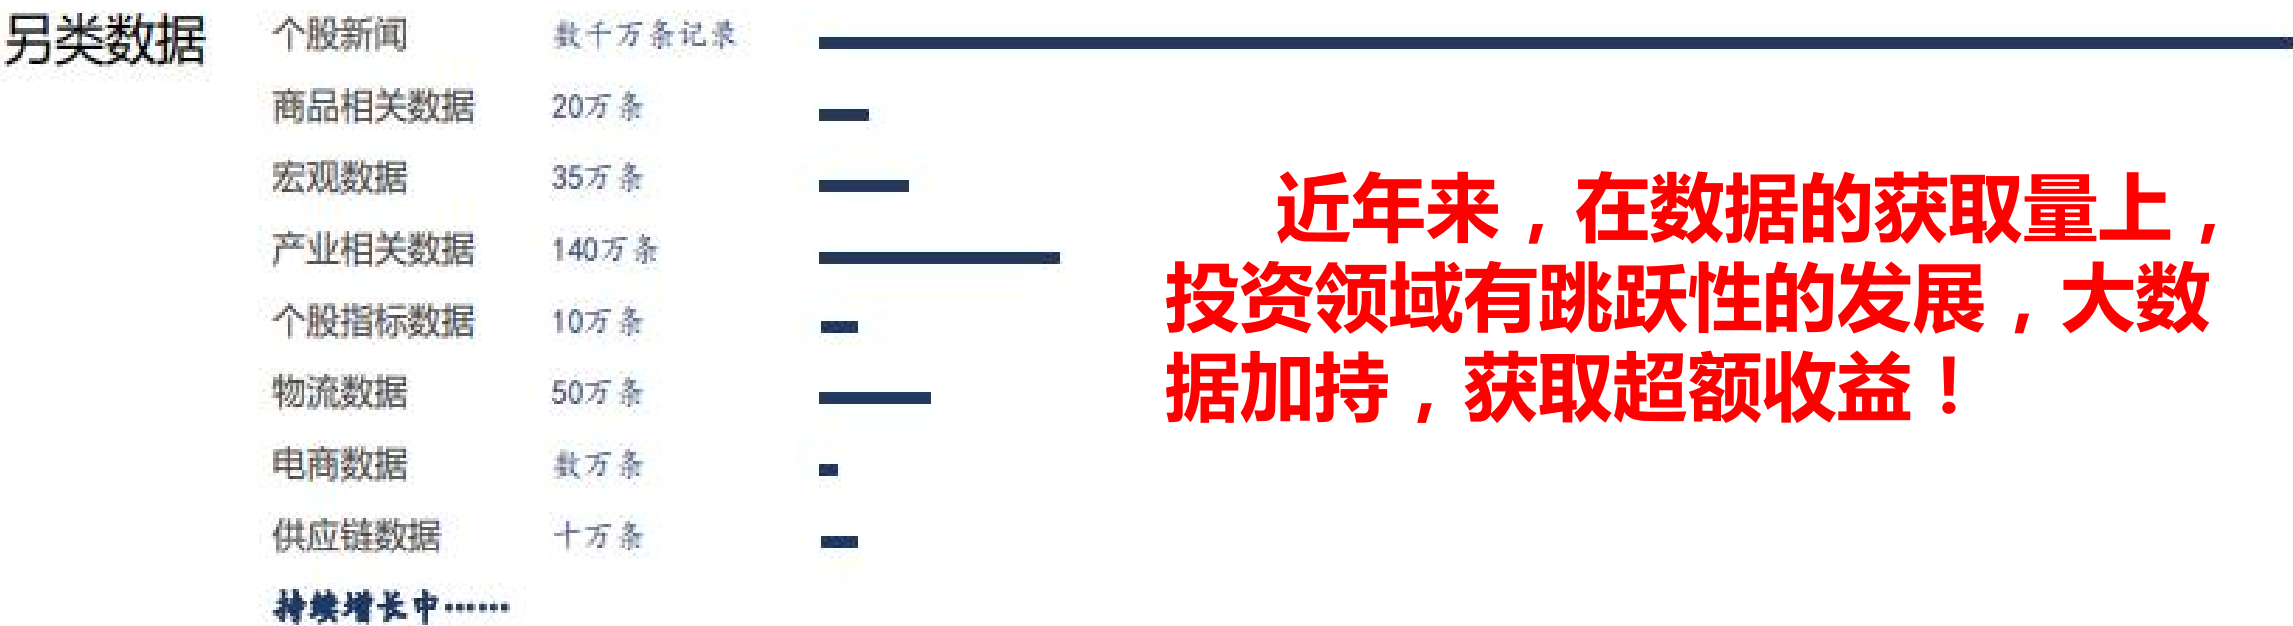 另类数据
个股新闻 数千万条记录
商品相关数据 20万条
宏观数据 35万条
产业相关数据 140万条
个股指标数据 10万条
物流数据 50万条
电商数据 数万条
供应链数据 十万条
持续增长中……
近年来，在数据的获取量上，
投资领域有跳跃性的发展，大数
据加持，获取超额收益！